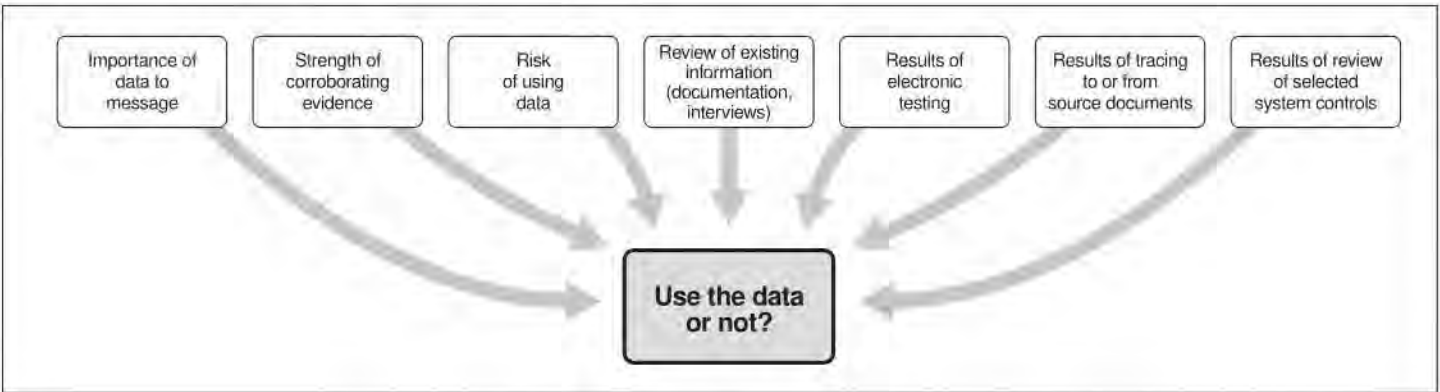 Importance of
data to
message
Strength of
corroborating
evidence
Risk
of using
data
Review of existing
information
(documentation,
interviews)
Results of
electronic
testing
Results of tracing
to or from
source documents
Results of review
of selected
system controls
Use the data
or not?